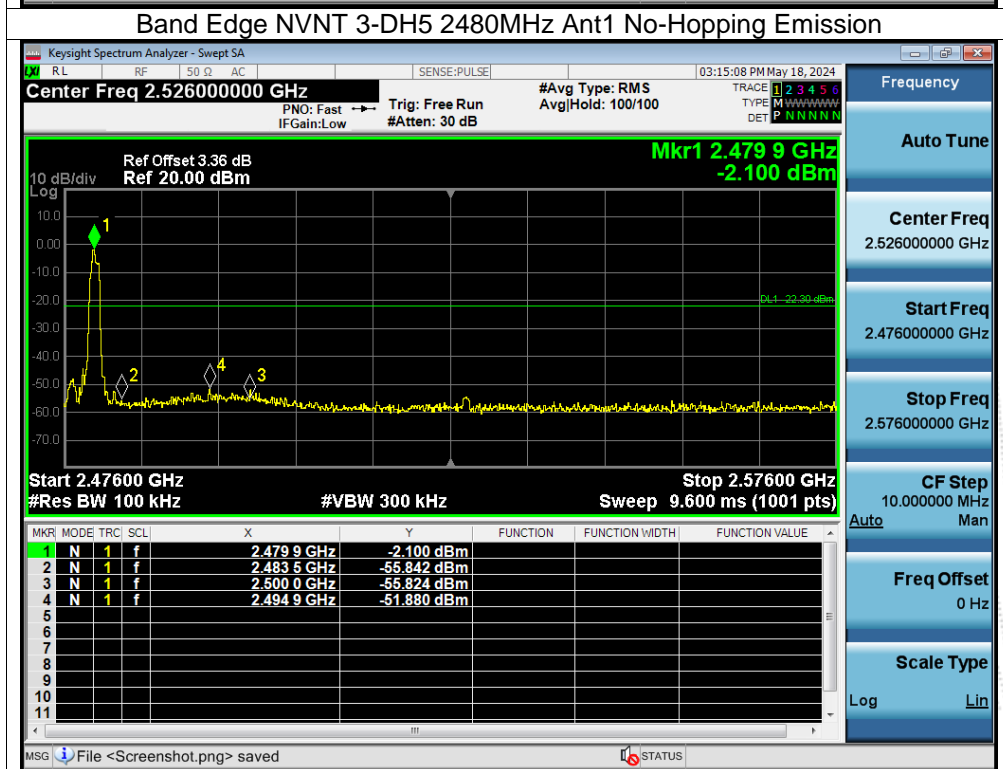 Band Edge NVNT 3-DH5 2480MHz Ant1 No-Hopping Emission
Keysight Spectrum Analyzer - Swept SA
LXI RL RF 50 Ω AC SENSE:PULSE 03:15:08 PM May 18, 2024
Center Freq 2.526000000 GHz #Avg Type: RMS TRACE 1 2 3 4 5 6
PNO: Fast Trig: Free Run Avg|Hold: 100/100 TYPE M WWWWW
IFGain:Low #Atten: 30 dB DET P N N N N N
Mkr1 2.479 9 GHz
Ref Offset 3.36 dB
10 dB/div Ref 20.00 dBm -2.100 dBm
Log
10.0
1
0.00
-10.0
-20.0 DL1 -22.30 dBm
-30.0
-40.0
4
2 3
-50.0
-60.0
-70.0
Start 2.47600 GHz Stop 2.57600 GHz
#Res BW 100 kHz #VBW 300 kHz Sweep 9.600 ms (1001 pts)
MKR MODE TRC SCL X Y FUNCTION FUNCTION WIDTH FUNCTION VALUE
1 N 1 f 2.479 9 GHz -2.100 dBm
2 N 1 f 2.483 5 GHz -55.842 dBm
3 N 1 f 2.500 0 GHz -55.824 dBm
4 N 1 f 2.494 9 GHz -51.880 dBm
5
6
7
8
9
10
11
MSG File <Screenshot.png> saved STATUS
Frequency
Auto Tune
Center Freq
2.526000000 GHz
Start Freq
2.476000000 GHz
Stop Freq
2.576000000 GHz
CF Step
10.000000 MHz
Auto Man
Freq Offset
0 Hz
Scale Type
Log Lin